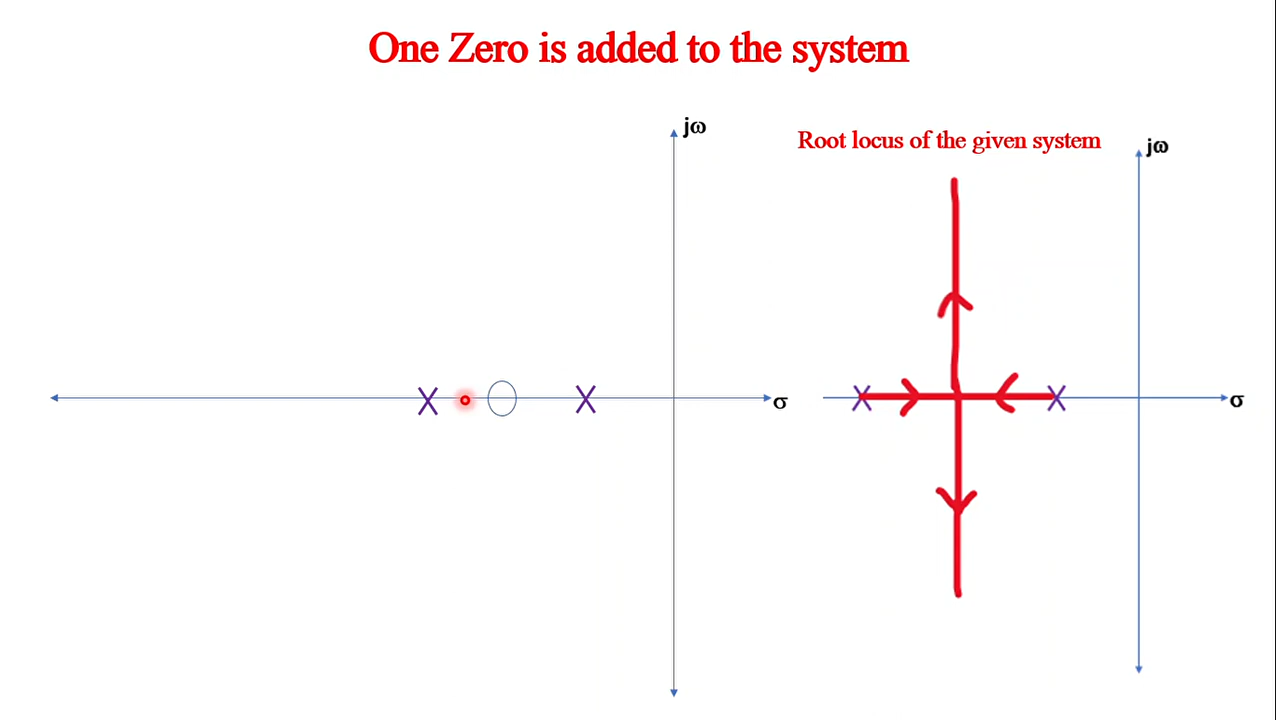 One Zero is added to the system
jω
Root locus of the given system
jω
σ
σ